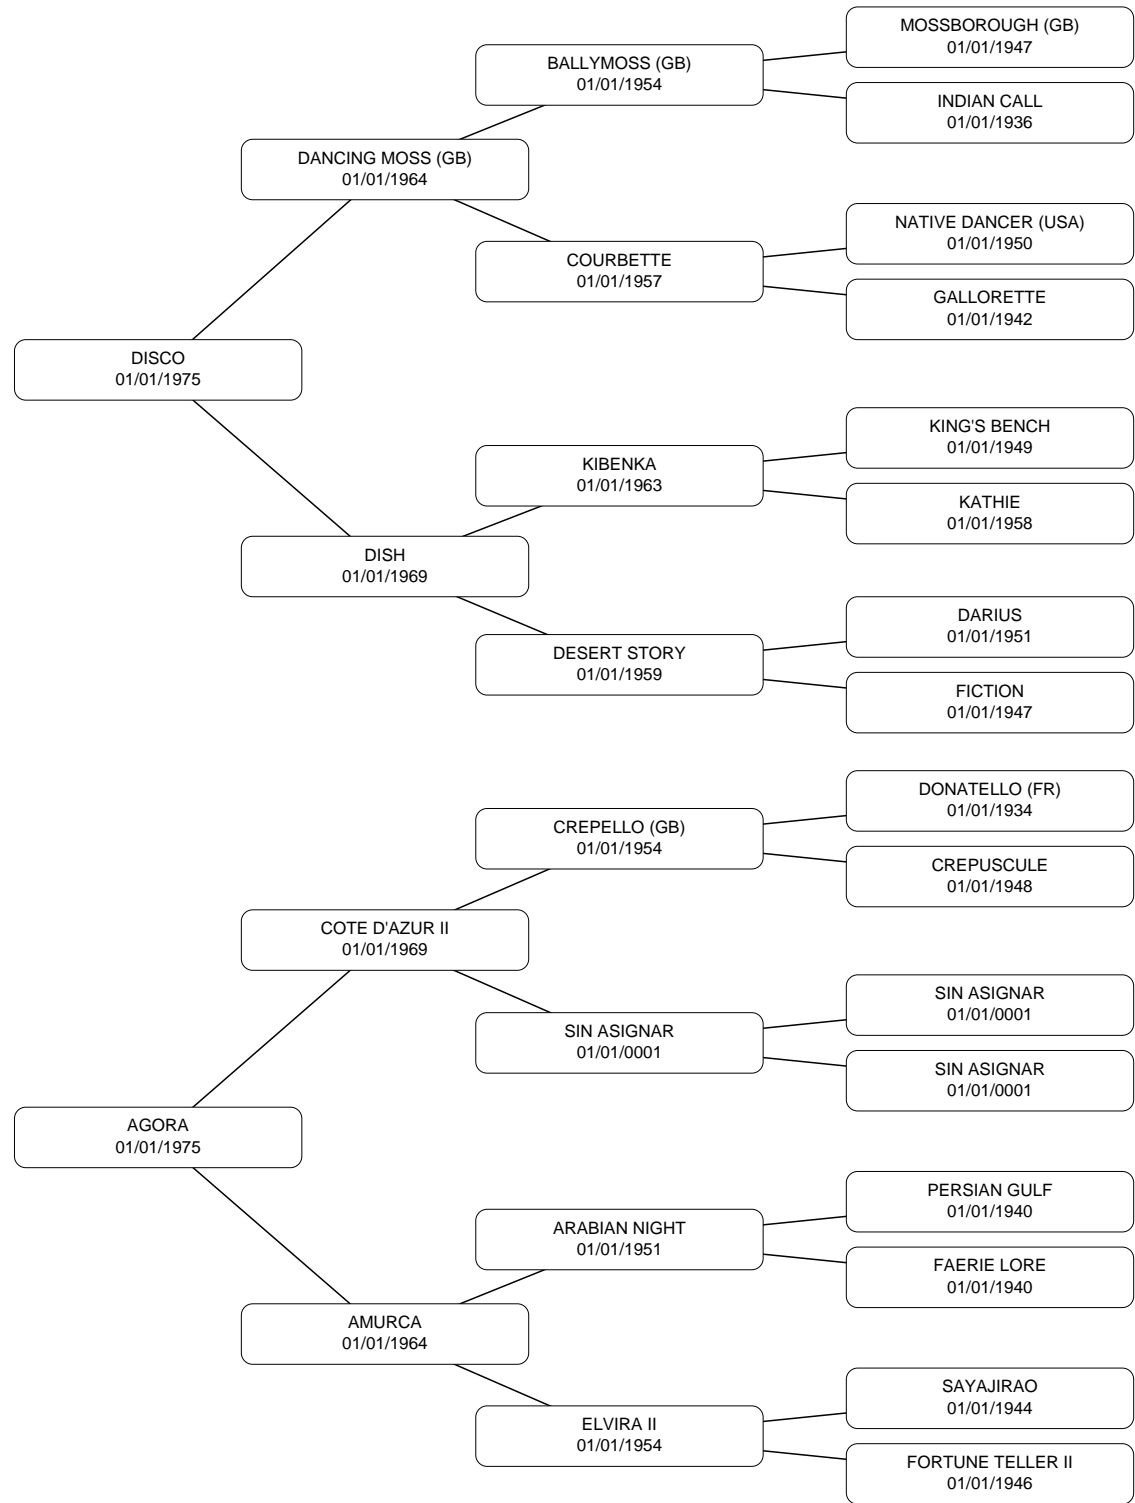 MOSSBOROUGH (GB)
01/01/1947
BALLYMOSS (GB)
01/01/1954
INDIAN CALL
01/01/1936
DANCING MOSS (GB)
01/01/1964
NATIVE DANCER (USA)
01/01/1950
COURBETTE
01/01/1957
GALLORETTE
01/01/1942
DISCO
01/01/1975
KING'S BENCH
01/01/1949
KIBENKA
01/01/1963
KATHIE
01/01/1958
DISH
01/01/1969
DARIUS
01/01/1951
DESERT STORY
01/01/1959
FICTION
01/01/1947
DONATELLO (FR)
01/01/1934
CREPELLO (GB)
01/01/1954
CREPUSCULE
01/01/1948
COTE D'AZUR II
01/01/1969
SIN ASIGNAR
01/01/0001
SIN ASIGNAR
01/01/0001
SIN ASIGNAR
01/01/0001
AGORA
01/01/1975
PERSIAN GULF
01/01/1940
ARABIAN NIGHT
01/01/1951
FAERIE LORE
01/01/1940
AMURCA
01/01/1964
SAYAJIRAO
01/01/1944
ELVIRA II
01/01/1954
FORTUNE TELLER II
01/01/1946